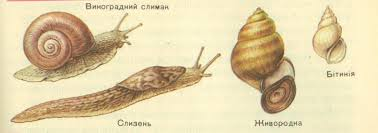 Виноградний слимак
Бітинія
Слизень
Живородка